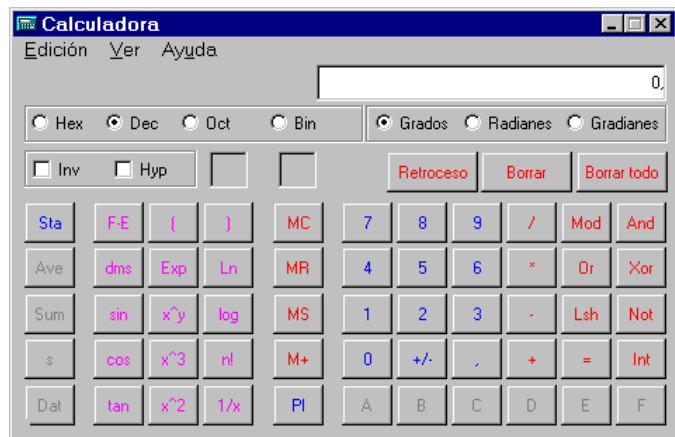 Calculadora
Edición Ver Ayuda
0,
Hex Dec Oct Bin Grados Radianes Gradianes
Inv Hyp Retroceso Borrar Borrar todo
Sta F-E ( ) MC 7 8 9 / Mod And
Ave dms Exp Ln MR 4 5 6 * Or Xor
Sum sin x^y log MS 1 2 3 - Lsh Not
s cos x^3 n! M+ 0 +/- , + = Int
Dat tan x^2 1/x PI A B C D E F